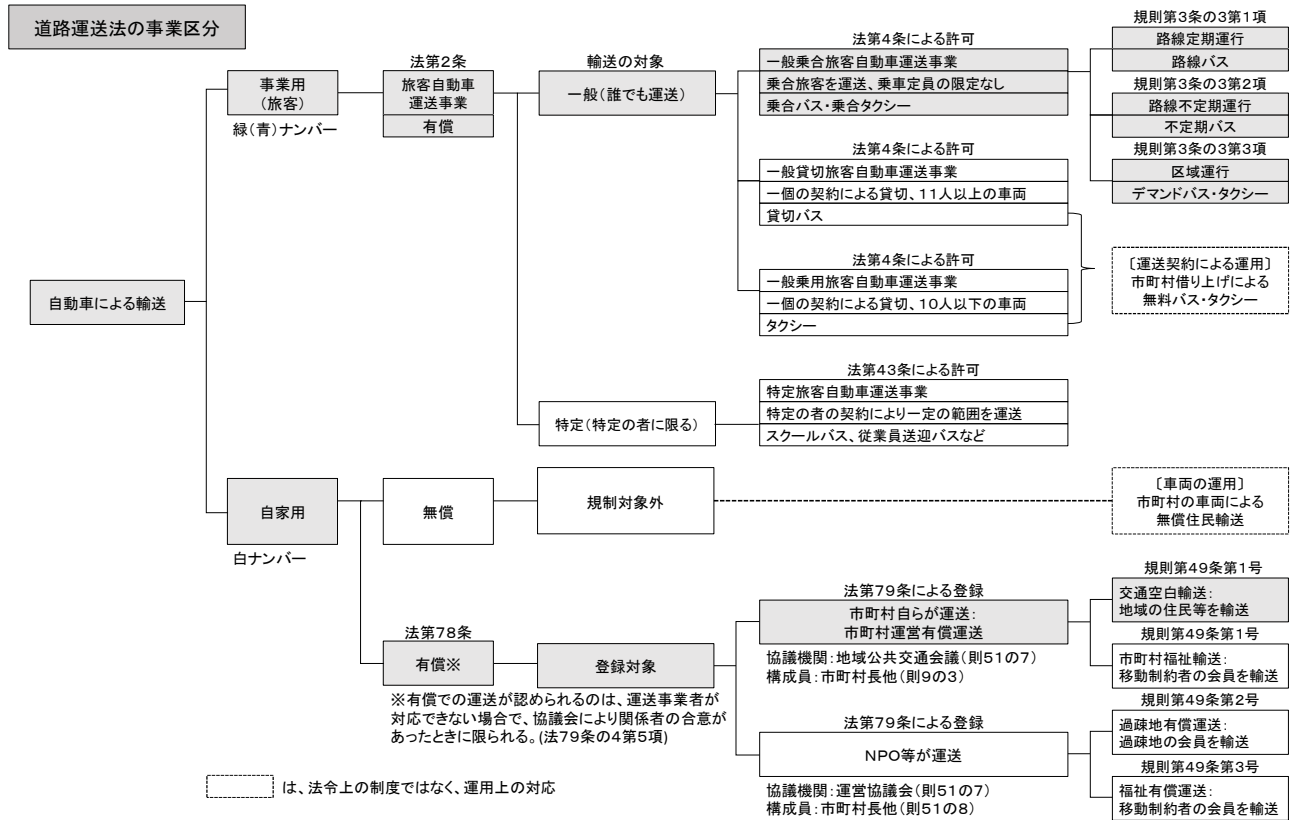 道路運送法の事業区分
自動車による輸送
事業用
(旅客)
緑(青)ナンバー
法第2条
旅客自動車
運送事業
有償
輸送の対象
一般(誰でも運送)
法第4条による許可
一般乗合旅客自動車運送事業
乗合旅客を運送、乗車定員の限定なし
乗合バス・乗合タクシー
規則第3条の3第1項
路線定期運行
路線バス
規則第3条の3第2項
路線不定期運行
不定期バス
規則第3条の3第3項
区域運行
デマンドバス・タクシー
法第4条による許可
一般貸切旅客自動車運送事業
一個の契約による貸切、11人以上の車両
貸切バス
法第4条による許可
一般乗用旅客自動車運送事業
一個の契約による貸切、10人以下の車両
タクシー
〔運送契約による運用〕
市町村借り上げによる
無料バス・タクシー
特定(特定の者に限る)
法第43条による許可
特定旅客自動車運送事業
特定の者の契約により一定の範囲を運送
スクールバス、従業員送迎バスなど
自家用
白ナンバー
無償
規制対象外
〔車両の運用〕
市町村の車両による
無償住民輸送
法第78条
有償※
登録対象
※有償での運送が認められるのは、運送事業者が
対応できない場合で、協議会により関係者の合意が
あったときに限られる。(法79条の4第5項)
法第79条による登録
市町村自らが運送:
市町村運営有償運送
協議機関:地域公共交通会議(則51の7)
構成員:市町村長他(則9の3)
規則第49条第1号
交通空白輸送:
地域の住民等を輸送
規則第49条第1号
市町村福祉輸送:
移動制約者の会員を輸送
法第79条による登録
NPO等が運送
協議機関:運営協議会(則51の7)
構成員:市町村長他(則51の8)
規則第49条第2号
過疎地有償運送:
過疎地の会員を輸送
規則第49条第3号
福祉有償運送:
移動制約者の会員を輸送
は、法令上の制度ではなく、運用上の対応